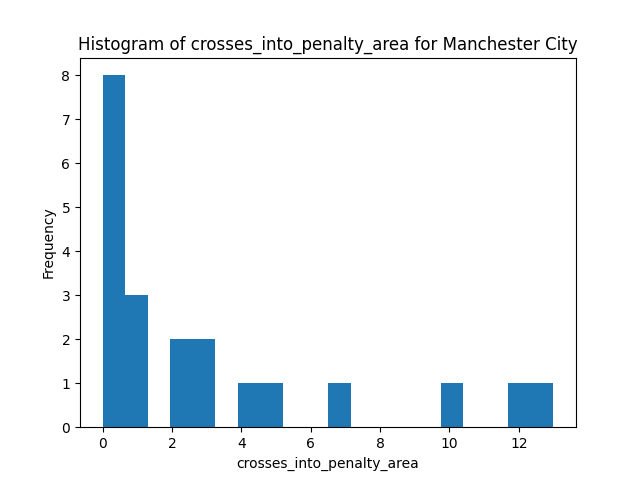 Histogram of crosses_into_penalty_area for Manchester City
8
7
6
5
4
3
2
1
0
Frequency
0 2 4 6 8 10 12
crosses_into_penalty_area